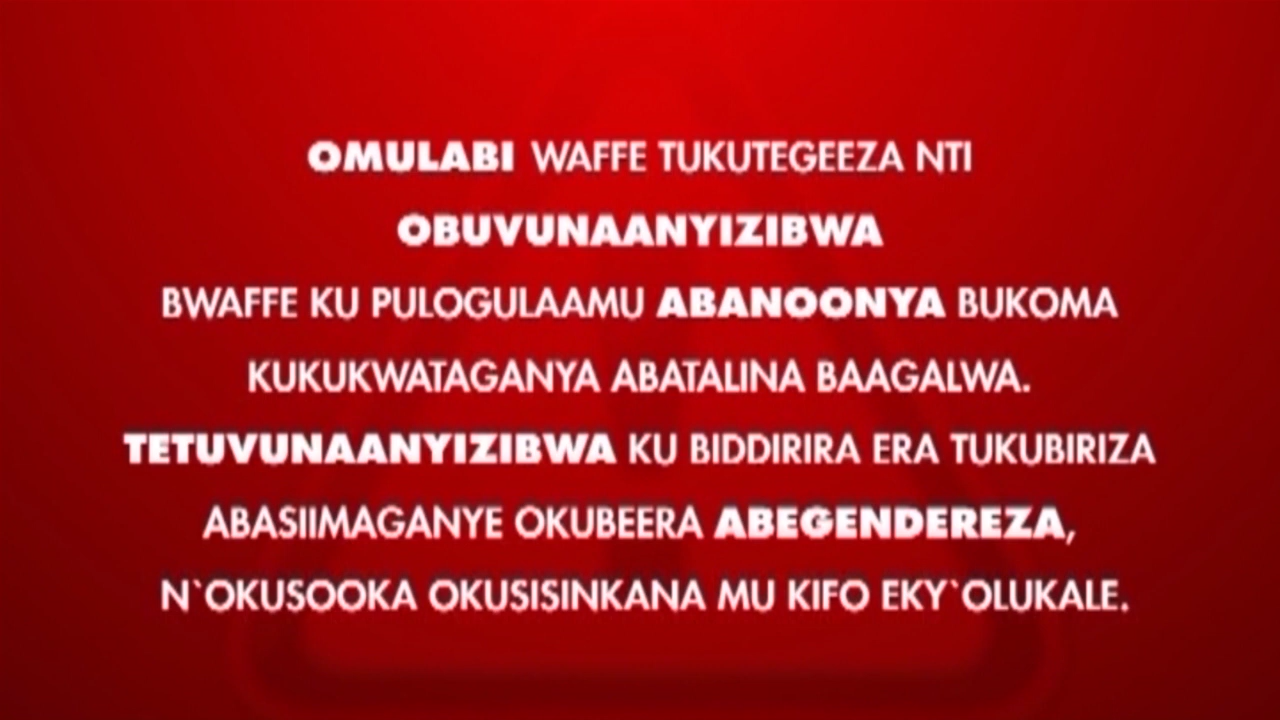 OMULABI WAFFE TUKUTEGEEZA NTI
OBUVUNAANYIZIBWA
BWAFFE KU PULOGULAAMU ABANOONYA BUKOMA
KUKUKWATAGANYA ABATALINA BAAGALWA.
TETUVUNAANYIZIBWA KU BIDDIRIRA ERA TUKUBIRIZA
ABASIIMAGANYE OKUBEERA ABEGENDEREZA,
N`OKUSOOKA OKUSISINKANA MU KIFO EKY`OLUKALE.